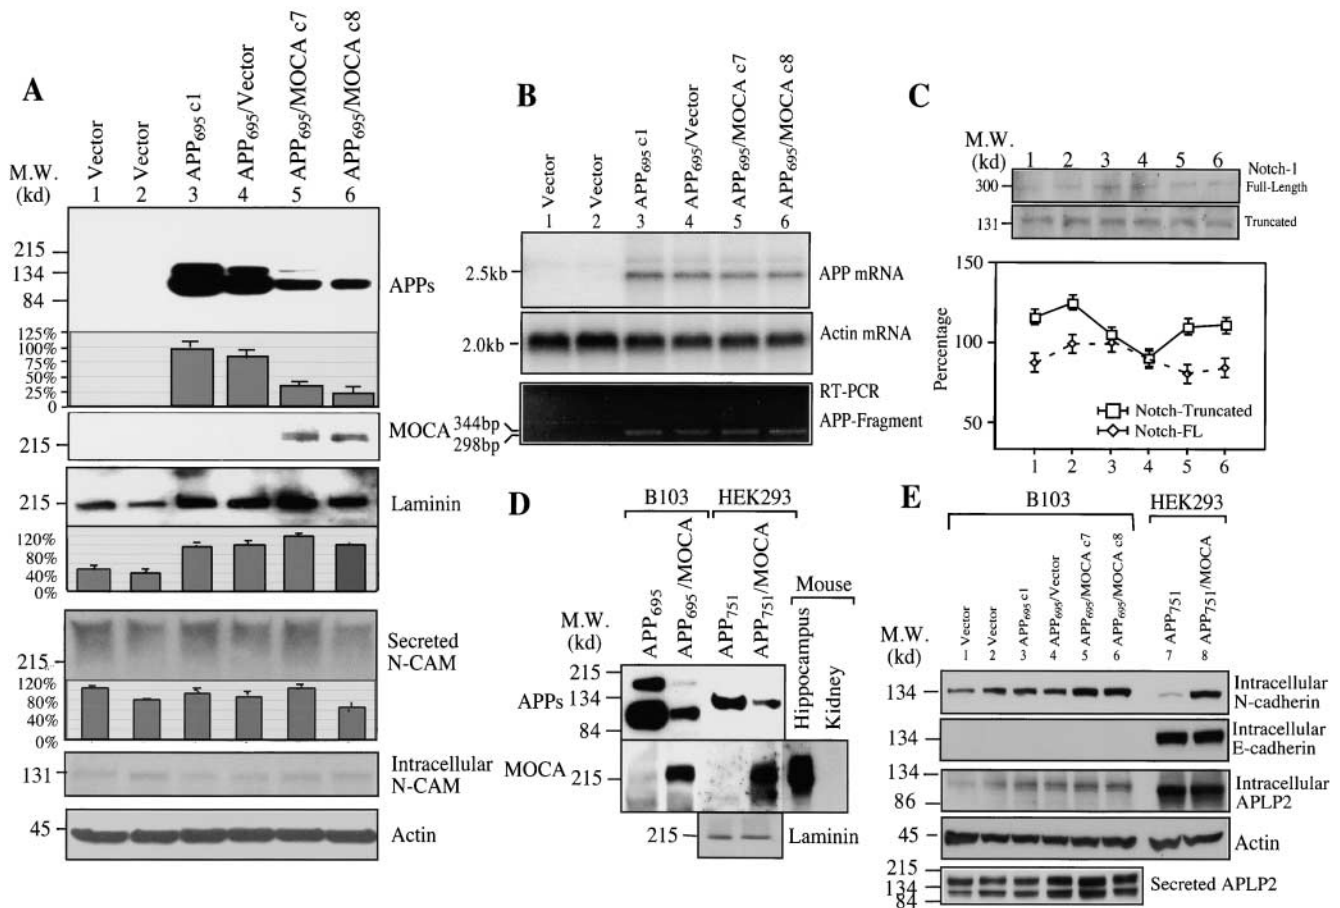 A
Vector
Vector
APP695 c1
APP695/Vector
APP695/MOCA c7
APP695/MOCA c8
M.W.
(kd)
1 2 3 4 5 6
215
134
84
APPs
125%
100%
75%
50%
25%
0
MOCA
215
Laminin
215
120%
80%
40%
0%
Secreted
N-CAM
215
120%
80%
40%
0%
Intracellular
N-CAM
131
Actin
45
B
Vector
Vector
APP695 c1
APP695/Vector
APP695/MOCA c7
APP695/MOCA c8
1 2 3 4 5 6
2.5kb
APP mRNA
2.0kb
Actin mRNA
RT-PCR
APP-Fragment
344bp
298bp
C
M.W.
(kd)
1 2 3 4 5 6
300
Notch-1
Full-Length
131
Truncated
150
100
50
Percentage
Notch-Truncated
Notch-FL
1 2 3 4 5 6
D
B103
HEK293
APP695
APP695/MOCA
APP751
APP751/MOCA
Mouse
Hippocampus
Kidney
M.W.
(kd)
APPs
215
134
84
MOCA
215
215
Laminin
E
B103
HEK293
Vector
Vector
APP695 c1
APP695/Vector
APP695/MOCA c7
APP695/MOCA c8
APP751
APP751/MOCA
M.W.
(kd)
1 2 3 4 5 6 7 8
134
Intracellular
N-cadherin
134
Intracellular
E-cadherin
134
86
Intracellular
APLP2
45
Actin
215
134
84
Secreted APLP2